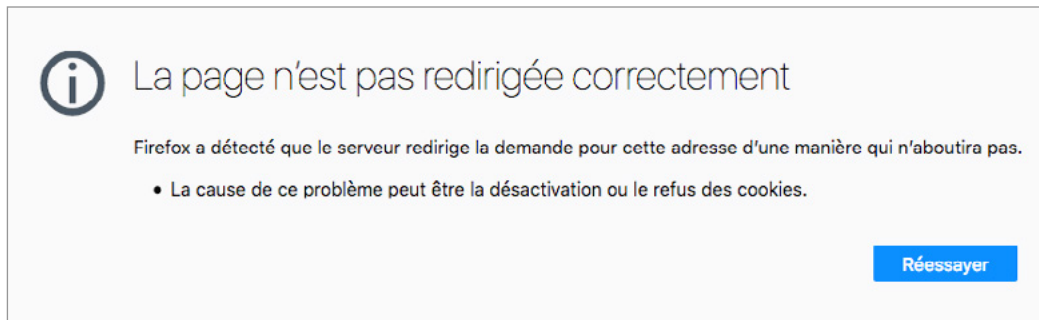 La page n'est pas redirigée correctement
Firefox a détecté que le serveur redirige la demande pour cette adresse d'une manière qui n'aboutira pas.
• La cause de ce problème peut être la désactivation ou le refus des cookies.
Réessayer